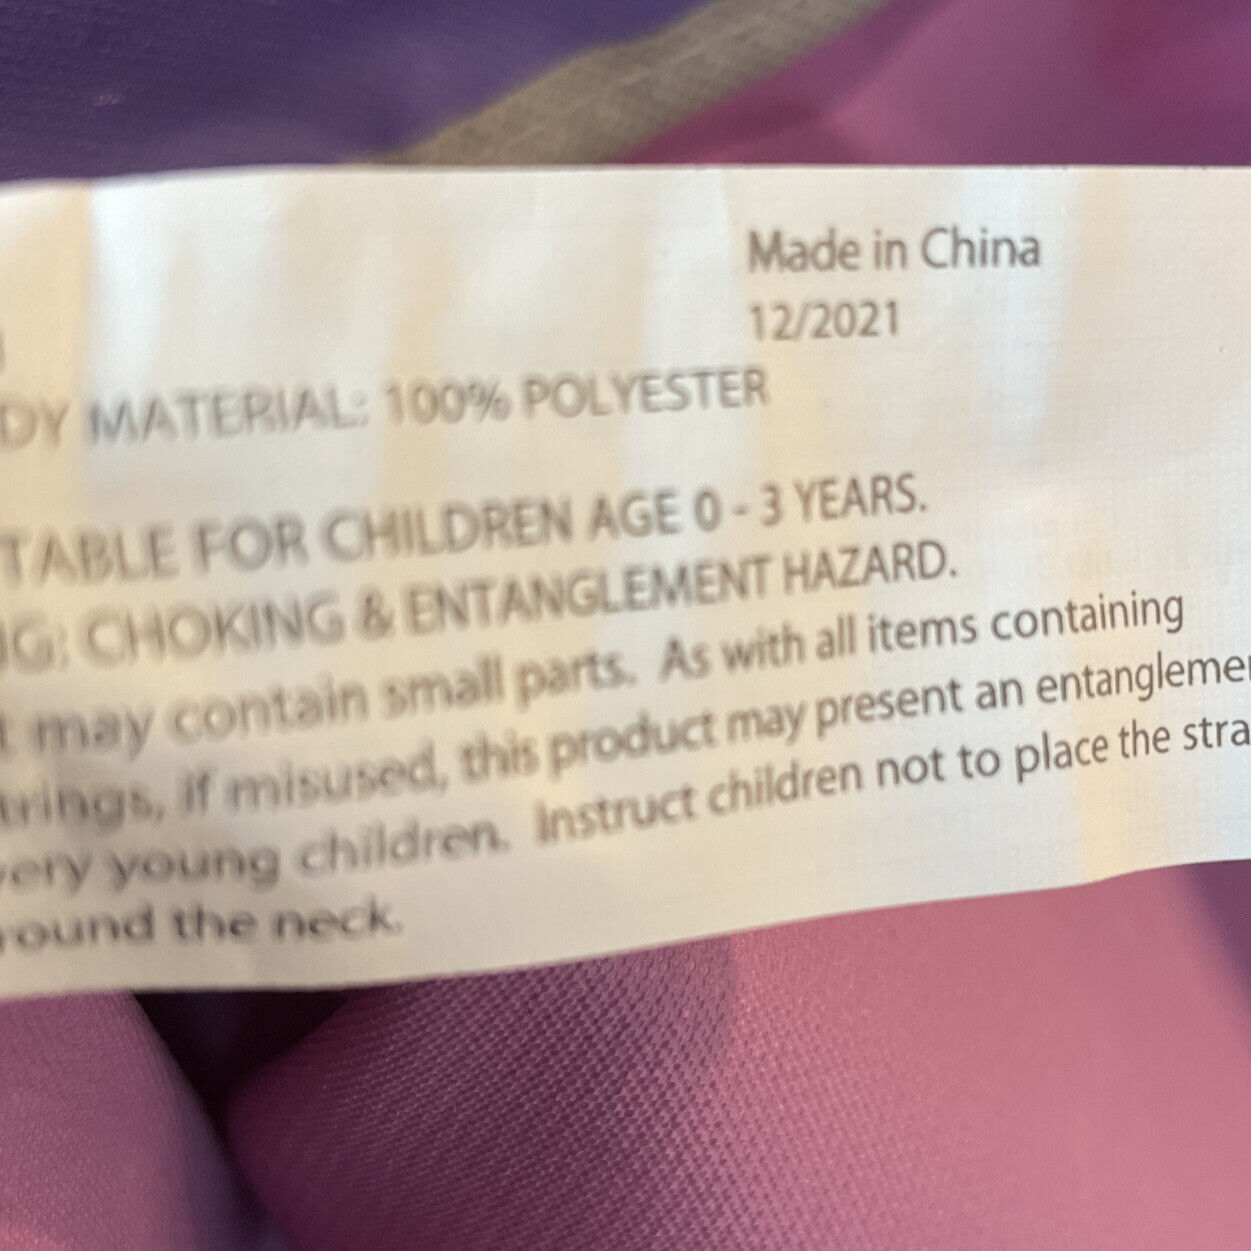 Made in China
12/2021
DY MATERIAL: 100% POLYESTER
TABLE FOR CHILDREN AGE 0 - 3 YEARS.
NG: CHOKING & ENTANGLEMENT HAZARD.
t may contain small parts. As with all items containing
trings, if misused, this product may present an entanglemen
very young children. Instruct children not to place the stra
round the neck.